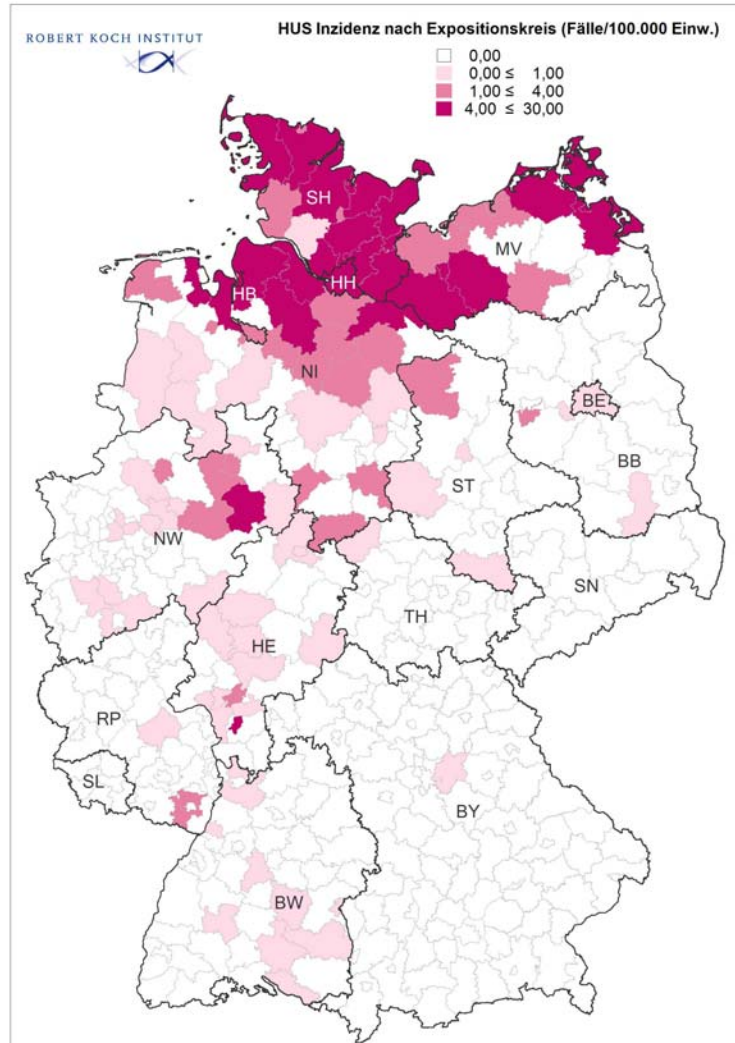 ROBERT KOCH INSTITUT
HUS Inzidenz nach Expositionskreis (Fälle/100.000 Einw.)
0,00
0,00 ≤ 1,00
1,00 ≤ 4,00
4,00 ≤ 30,00
SH
MV
HH
HB
NI
BE
BB
ST
NW
SN
TH
HE
RP
SL
BY
BW